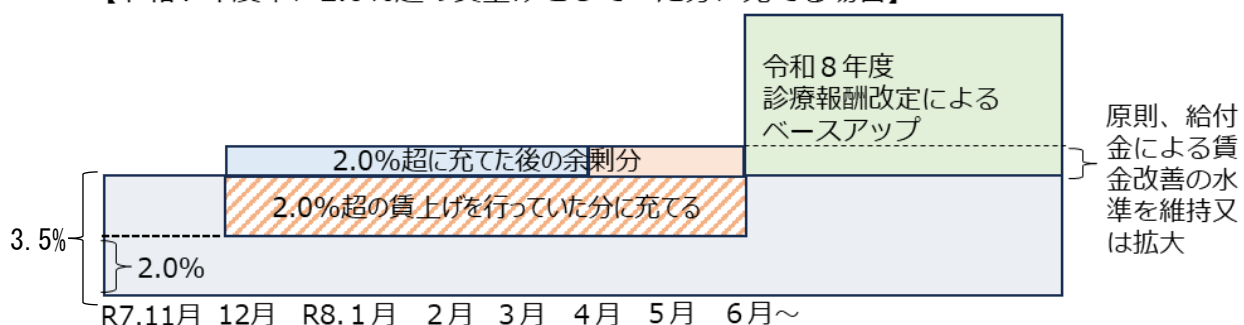 令和８年度
診療報酬改定による
ベースアップ
原則、給付
金による賃
金改善の水
準を維持又
は拡大
2.0%超に充てた後の余剰分
2.0%超の賃上げを行っていた分に充てる
3.5%
2.0%
R7.11月 12月 R8.1月 2月 3月 4月 5月 6月～